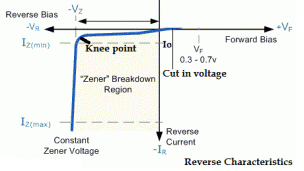 -Vz
Reverse Bias
-VR
+VF
IZ(min)
Knee point
Io
VF
Forward Bias
0.3 - 0.7v
Cut in voltage
"Zener" Breakdown
Region
IZ(max)
Constant
Zener Voltage
Reverse
Current
-IR
Reverse Characteristics